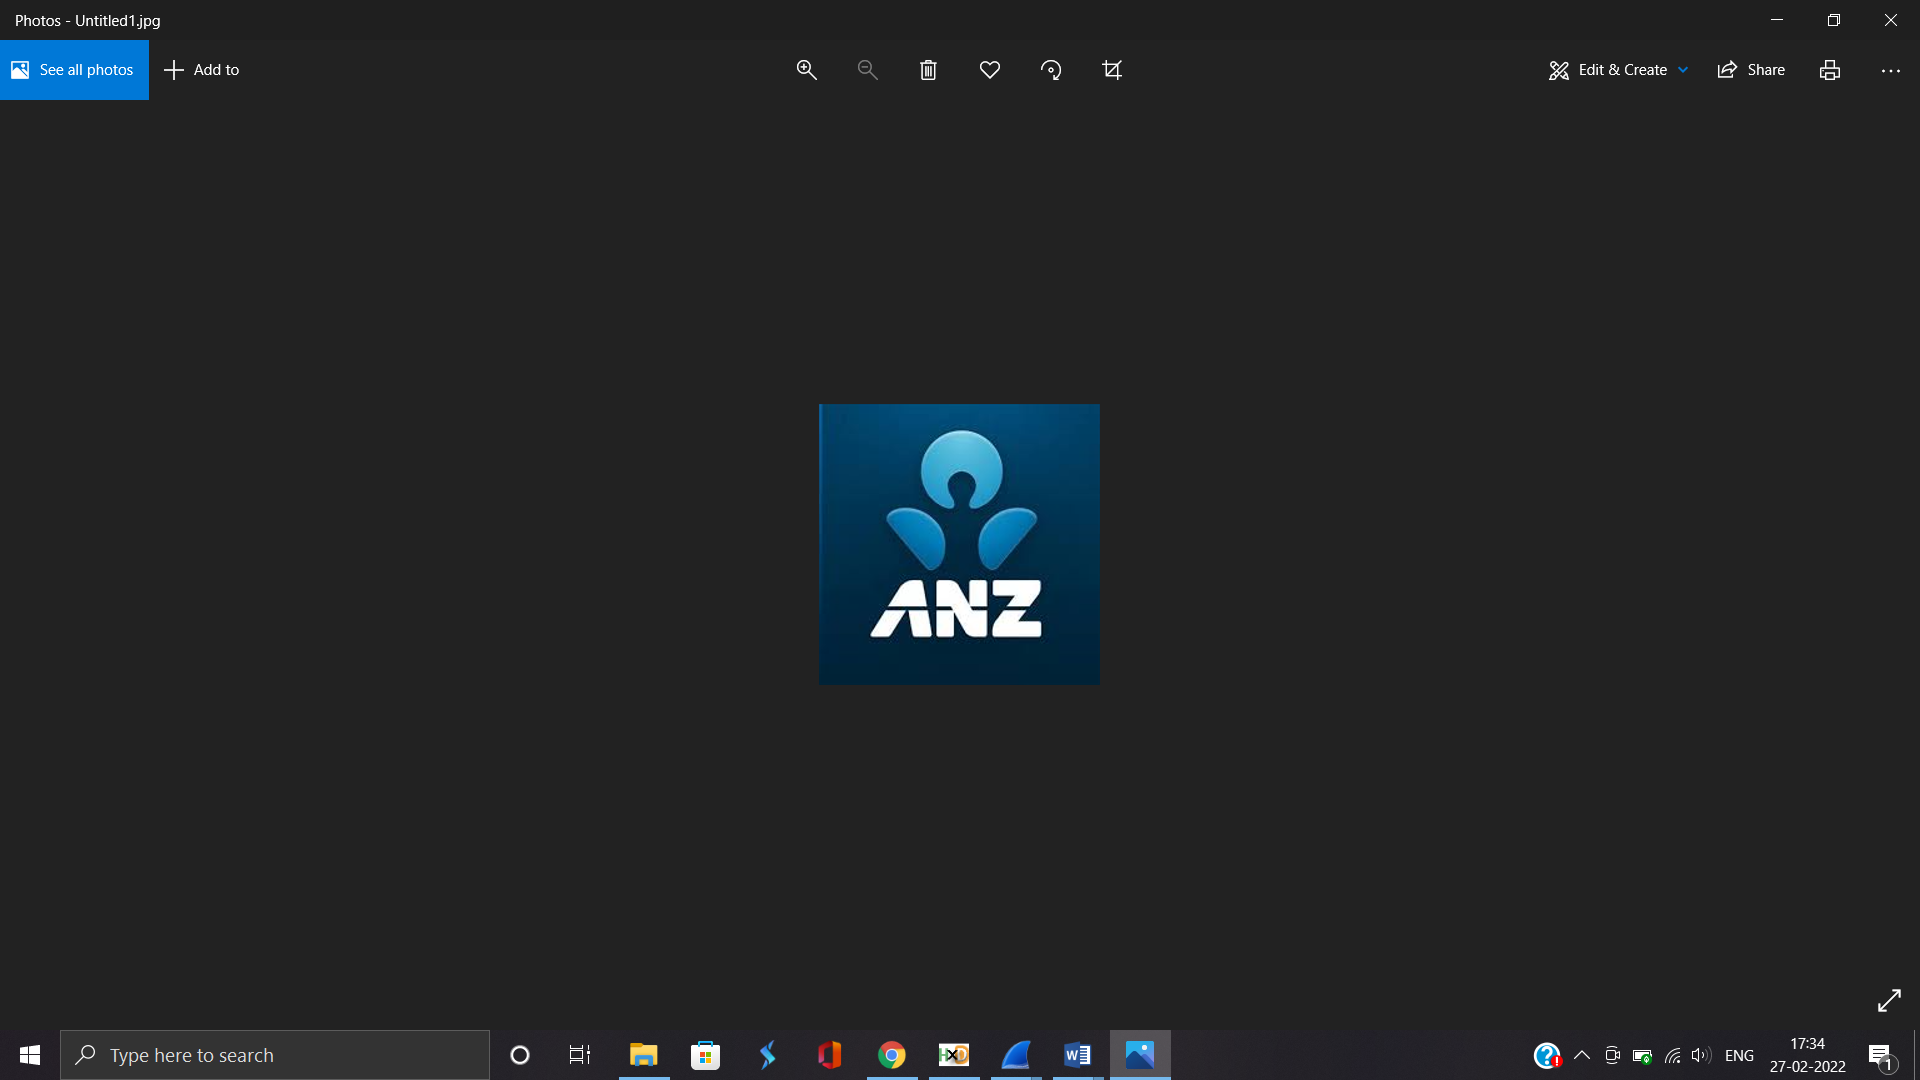 Photos - Untitled1.jpg
See all photos
Add to
Edit & Create
Share
ANZ
Type here to search
ENG
17:34
27-02-2022
1